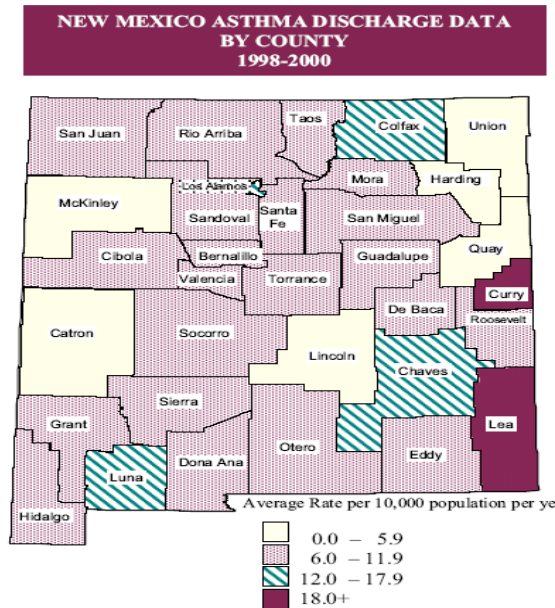 NEW MEXICO ASTHMA DISCHARGE DATA
BY COUNTY
1998-2000
San Juan
Rio Arriba
Taos
Colfax
Union
Los Alamos
Mora
Harding
McKinley
Sandoval
Santa
Fe
San Miguel
Cibola
Bernalillo
Guadalupe
Quay
Valencia
Torrance
Curry
De Baca
Roosevelt
Catron
Socorro
Lincoln
Chaves
Sierra
Lea
Grant
Otero
Eddy
Luna
Dona Ana
Hidalgo
Average Rate per 10,000 population per ye
0.0 – 5.9
6.0 – 11.9
12.0 – 17.9
18.0+